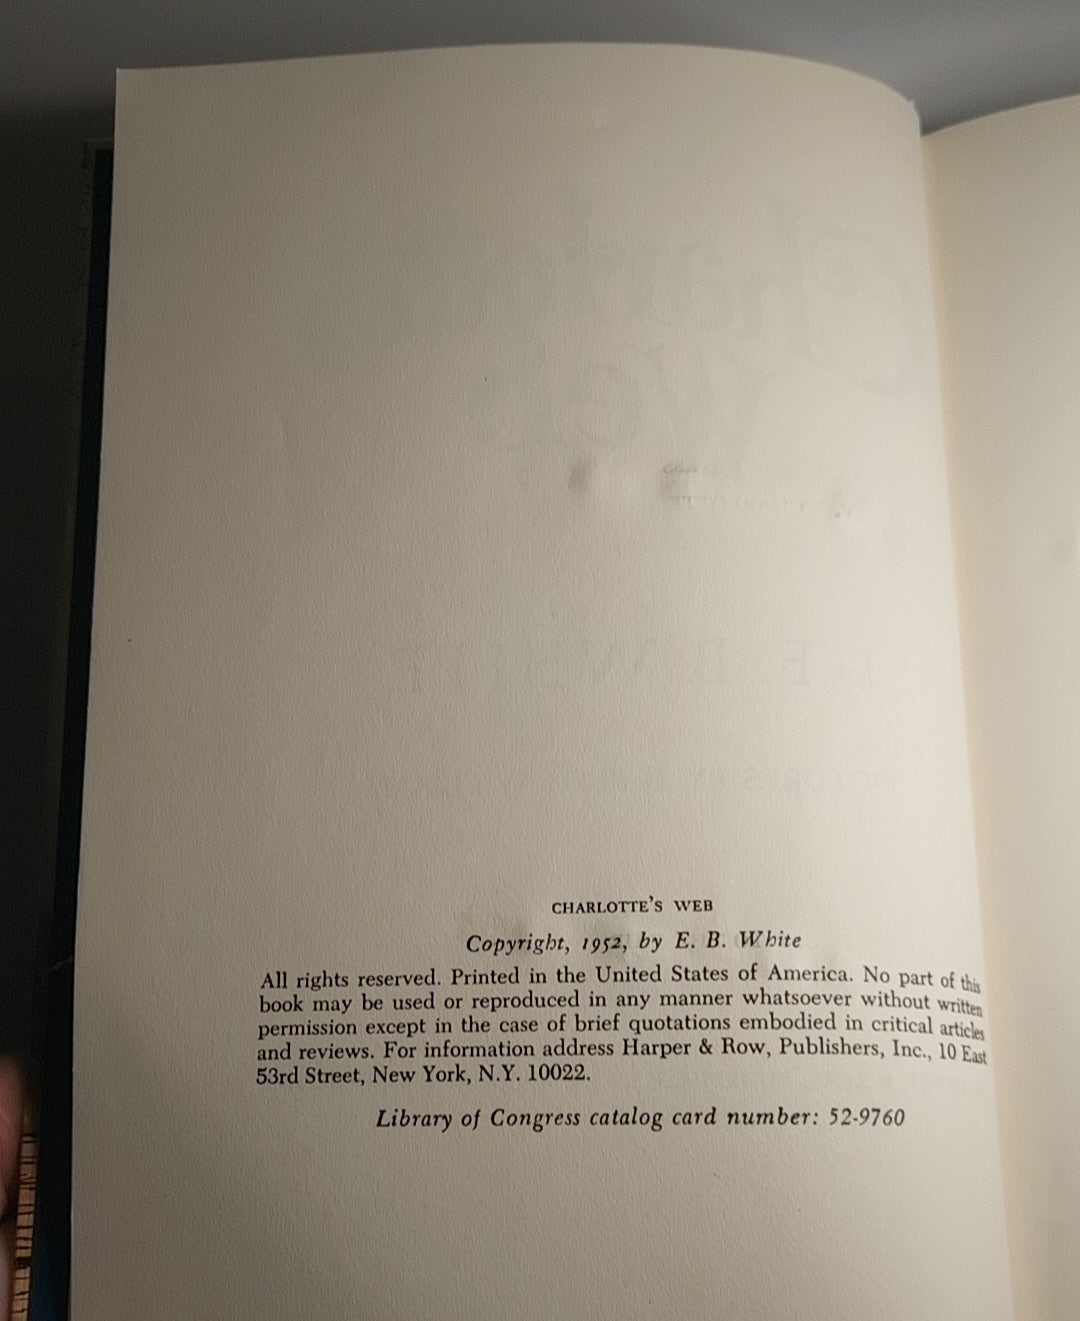 CHARLOTTE'S WEB
Copyright, 1952, by E. B. White
All rights reserved. Printed in the United States of America. No part of this
book may be used or reproduced in any manner whatsoever without written
permission except in the case of brief quotations embodied in critical articles
and reviews. For information address Harper & Row, Publishers, Inc., 10 East
53rd Street, New York, N.Y. 10022.
Library of Congress catalog card number: 52-9760